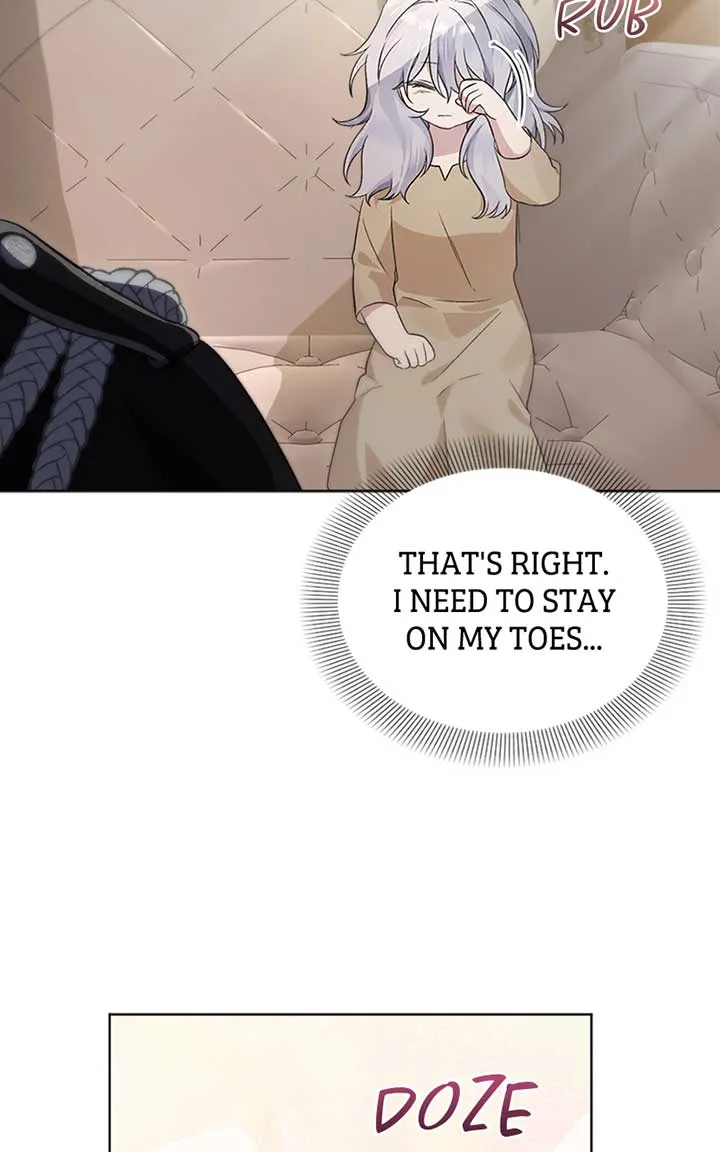 RUB
THAT'S RIGHT.
I NEED TO STAY
ON MY TOES...
DOZE